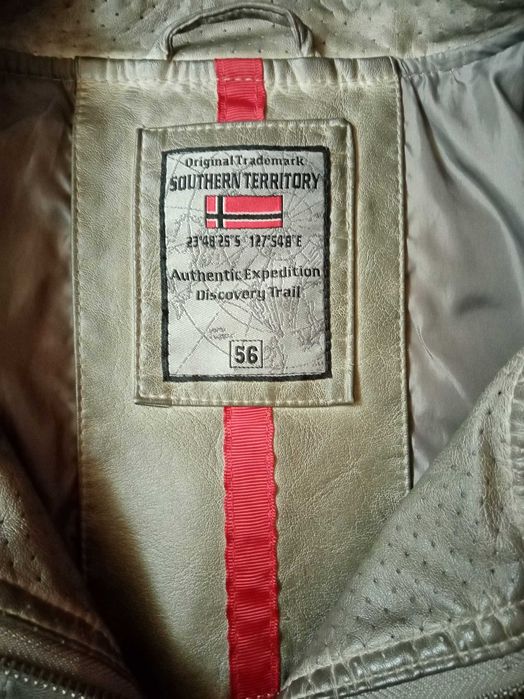 Original Trademark
SOUTHERN TERRITORY
23°48'25"S 127°54'8"E
Authentic Expedition
Discovery Trail
56